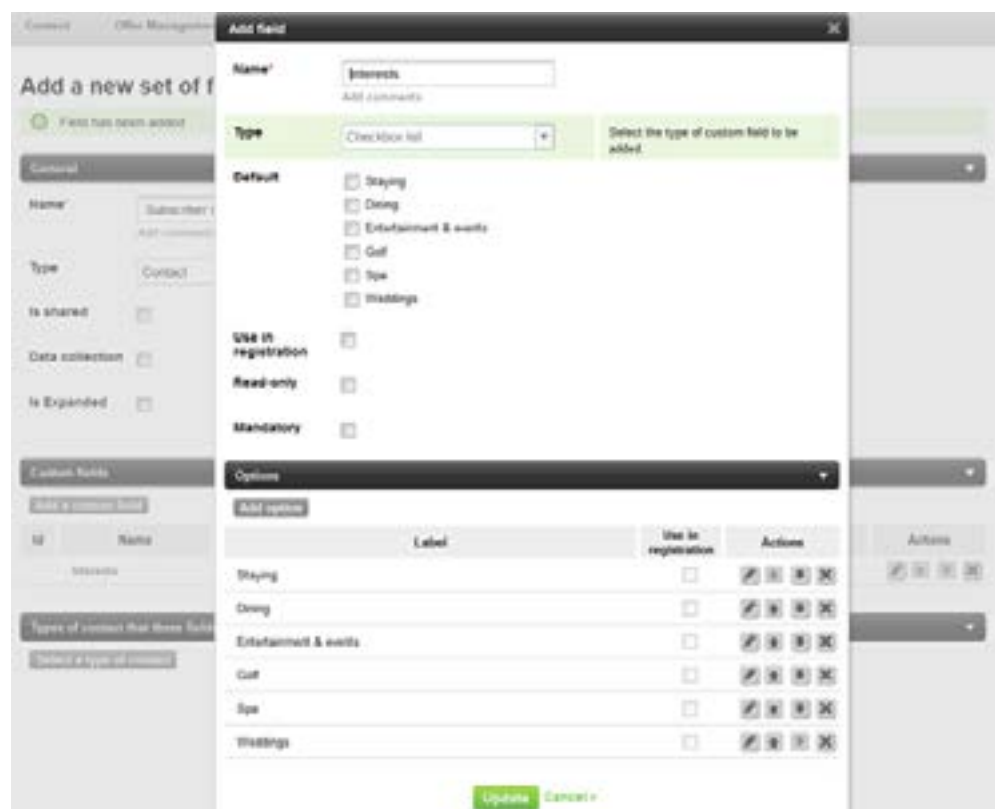 Connect
Add field
Name*
Interests
Add a new set of f
Add comments
Field has been added
Type
Checkbox list
Select the type of custom field to be
added
General
Default
Staying
Name*
Subscriber
Dining
Add comment
Entertainment & events
Golf
Type
Contact
Spa
Weddings
Is shared
Use in
registration
Data collection
Read-only
Is Expanded
Mandatory
Custom fields
Options
Add a custom field
Add option
Id
Name
Label
Use in
registration
Actions
Actions
Interests
Staying
Dining
Types of contact that these fields
Entertainment & events
Select a type of contact
Golf
Spa
Weddings
Update
Cancel »